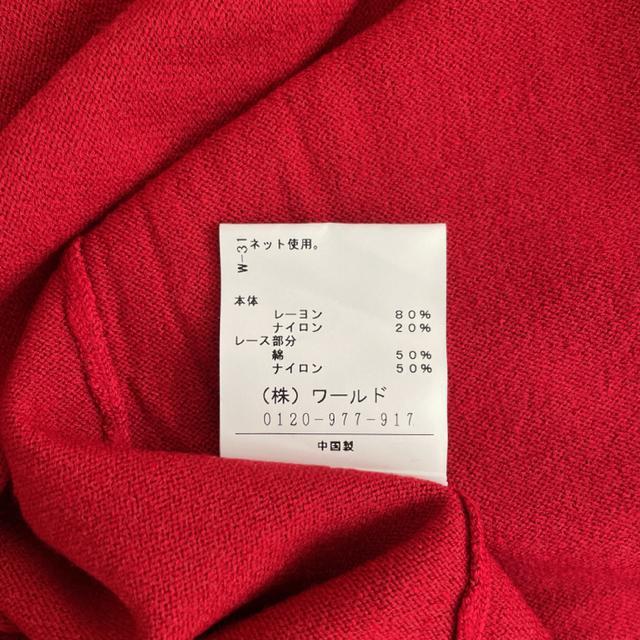 W-31
ネット使用。
本体
レーヨン 80%
ナイロン 20%
レース部分
綿 50%
ナイロン 50%
(株)ワールド
0120-977-917
中国製